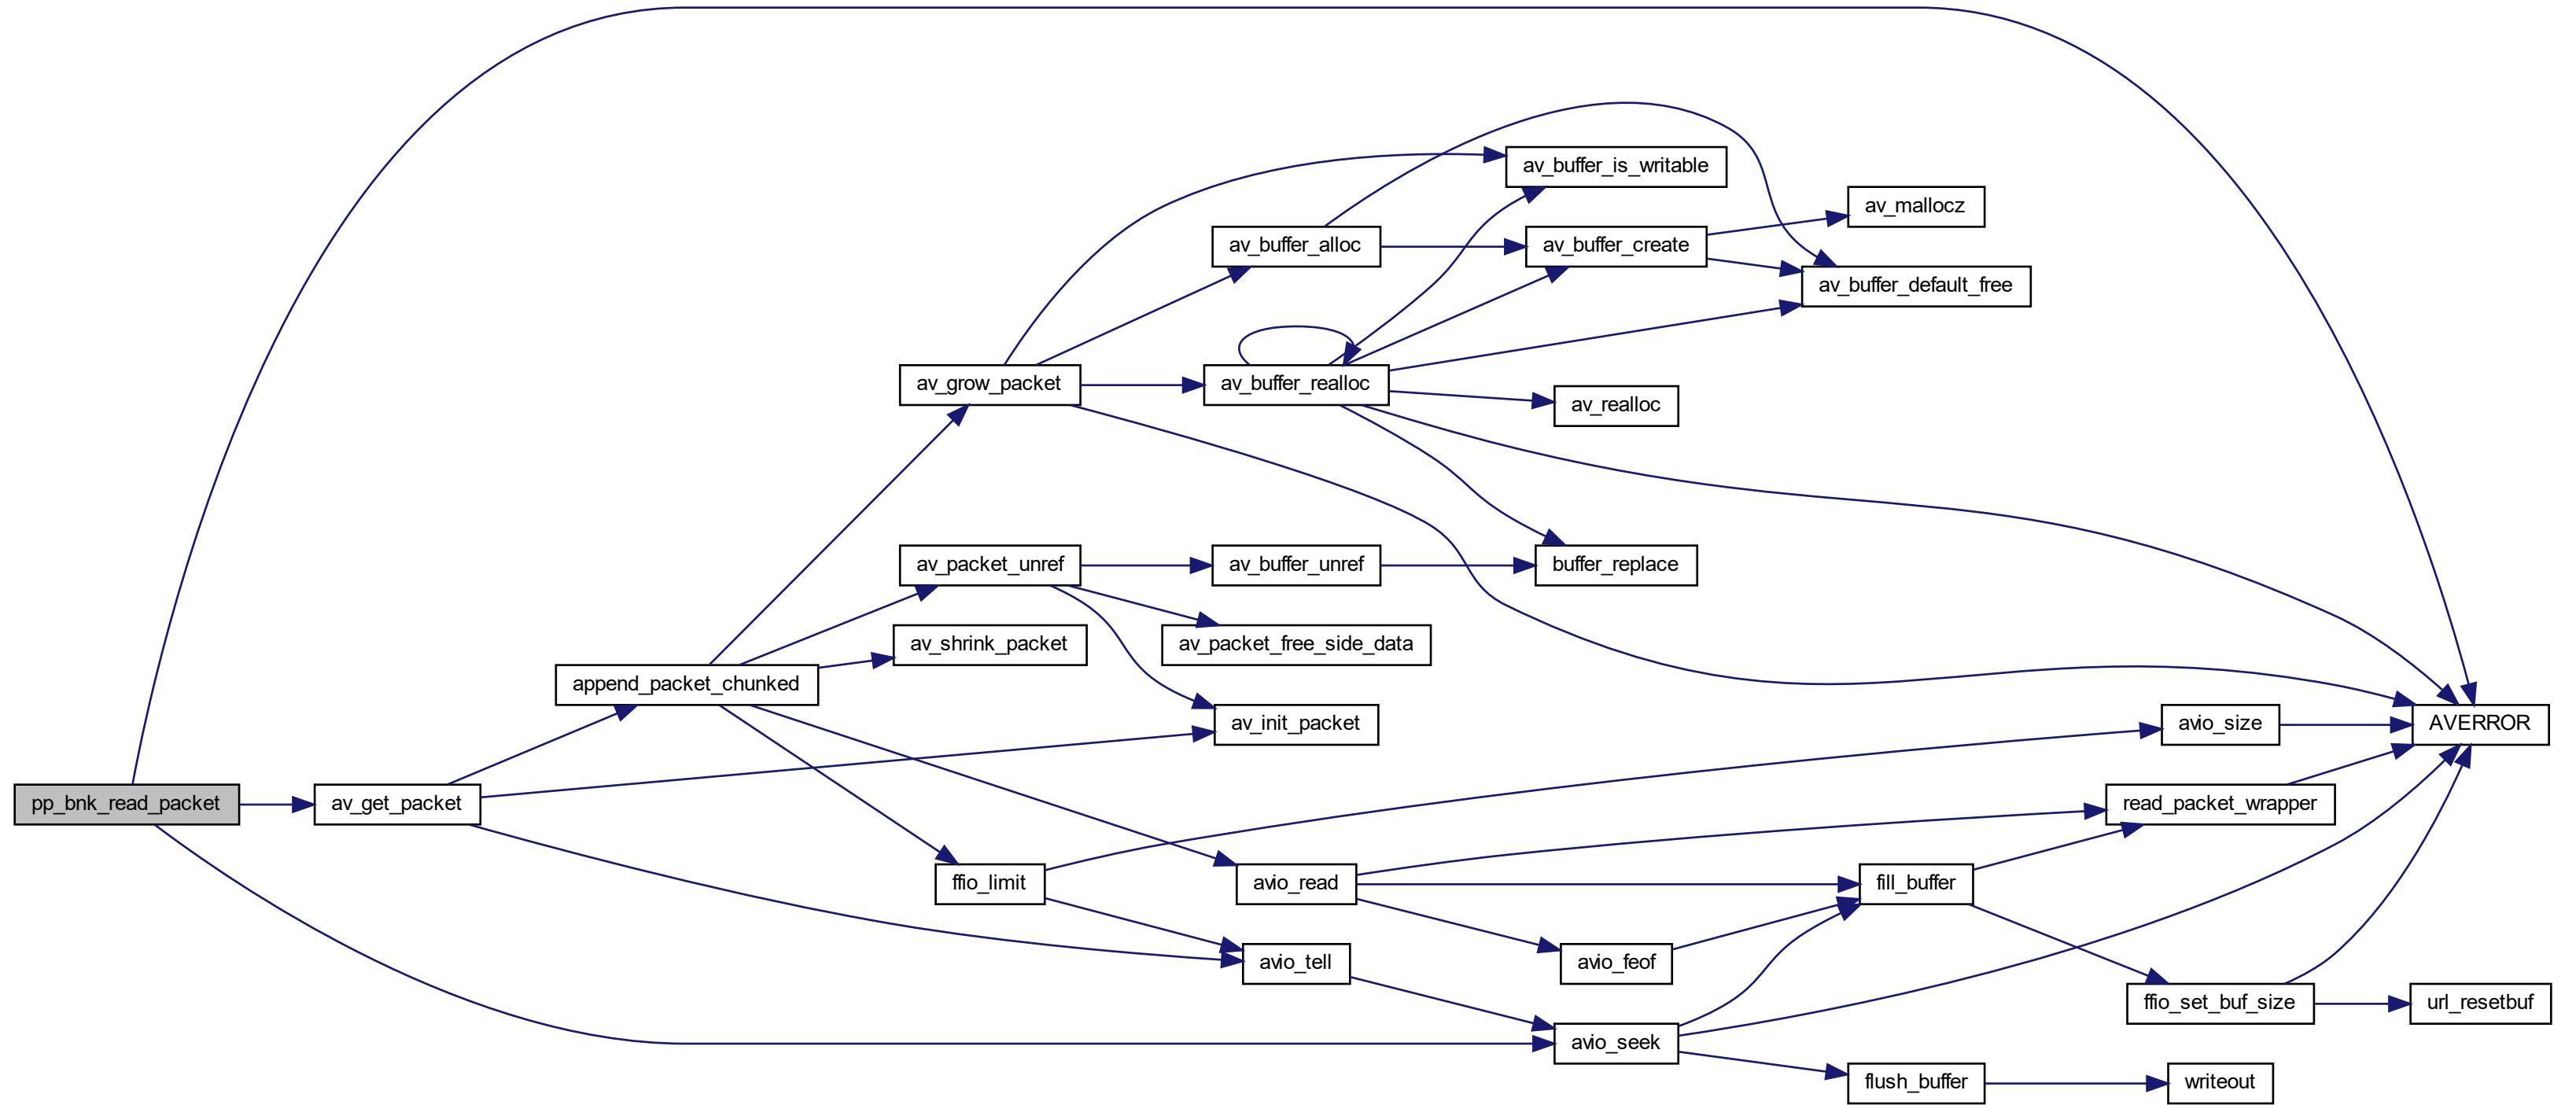 av_buffer_is_writable
av_mallocz
av_buffer_alloc
av_buffer_create
av_buffer_default_free
av_grow_packet
av_buffer_realloc
av_realloc
av_packet_unref
av_buffer_unref
buffer_replace
av_shrink_packet
av_packet_free_side_data
append_packet_chunked
av_init_packet
avio_size
AVERROR
pp_bnk_read_packet
av_get_packet
read_packet_wrapper
ffio_limit
avio_read
fill_buffer
avio_tell
avio_feof
ffio_set_buf_size
url_resetbuf
avio_seek
flush_buffer
writeout